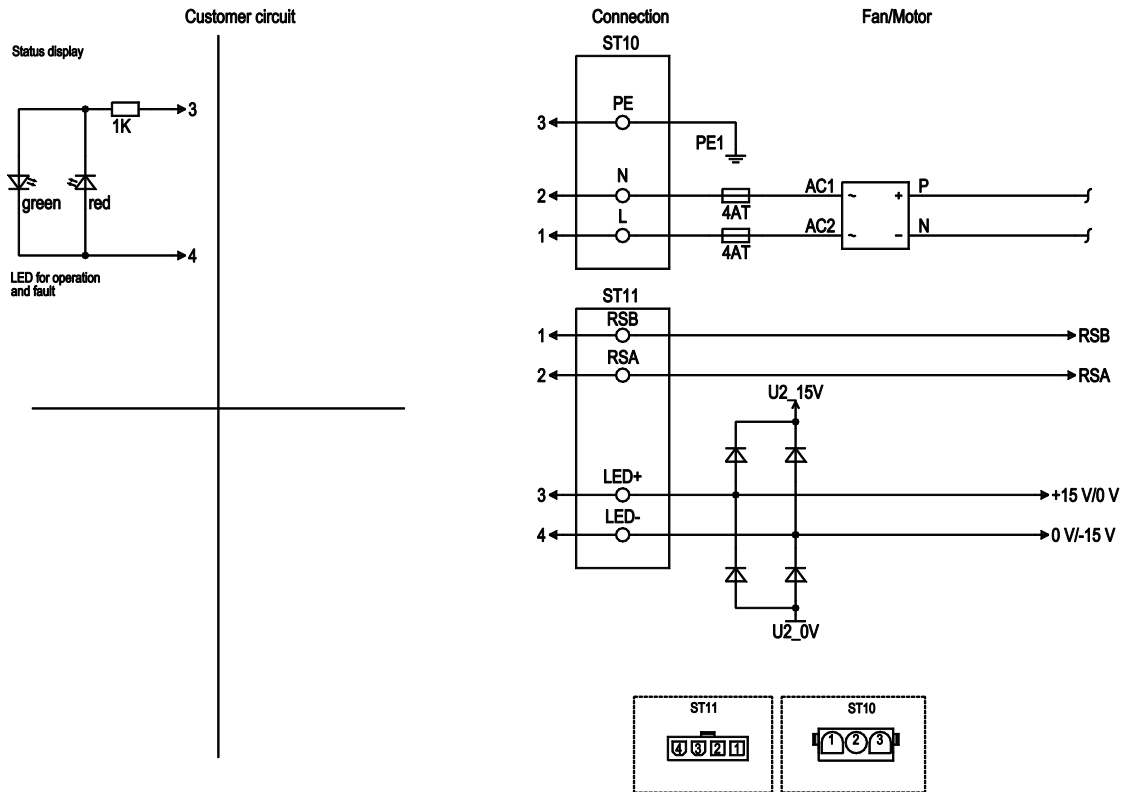 Customer circuit
Connection
Fan/Motor
Status display
3
1K
green
red
4
LED for operation
and fault
ST10
PE
3
PE1
N
2
4AT
AC1
~
+
P
L
1
4AT
AC2
~
-
N
ST11
RSB
1
RSB
RSA
2
RSA
U2_15V
LED+
3
+15 V/0 V
LED-
4
0 V/-15 V
U2_0V
ST11
4 3 2 1
ST10
1 2 3